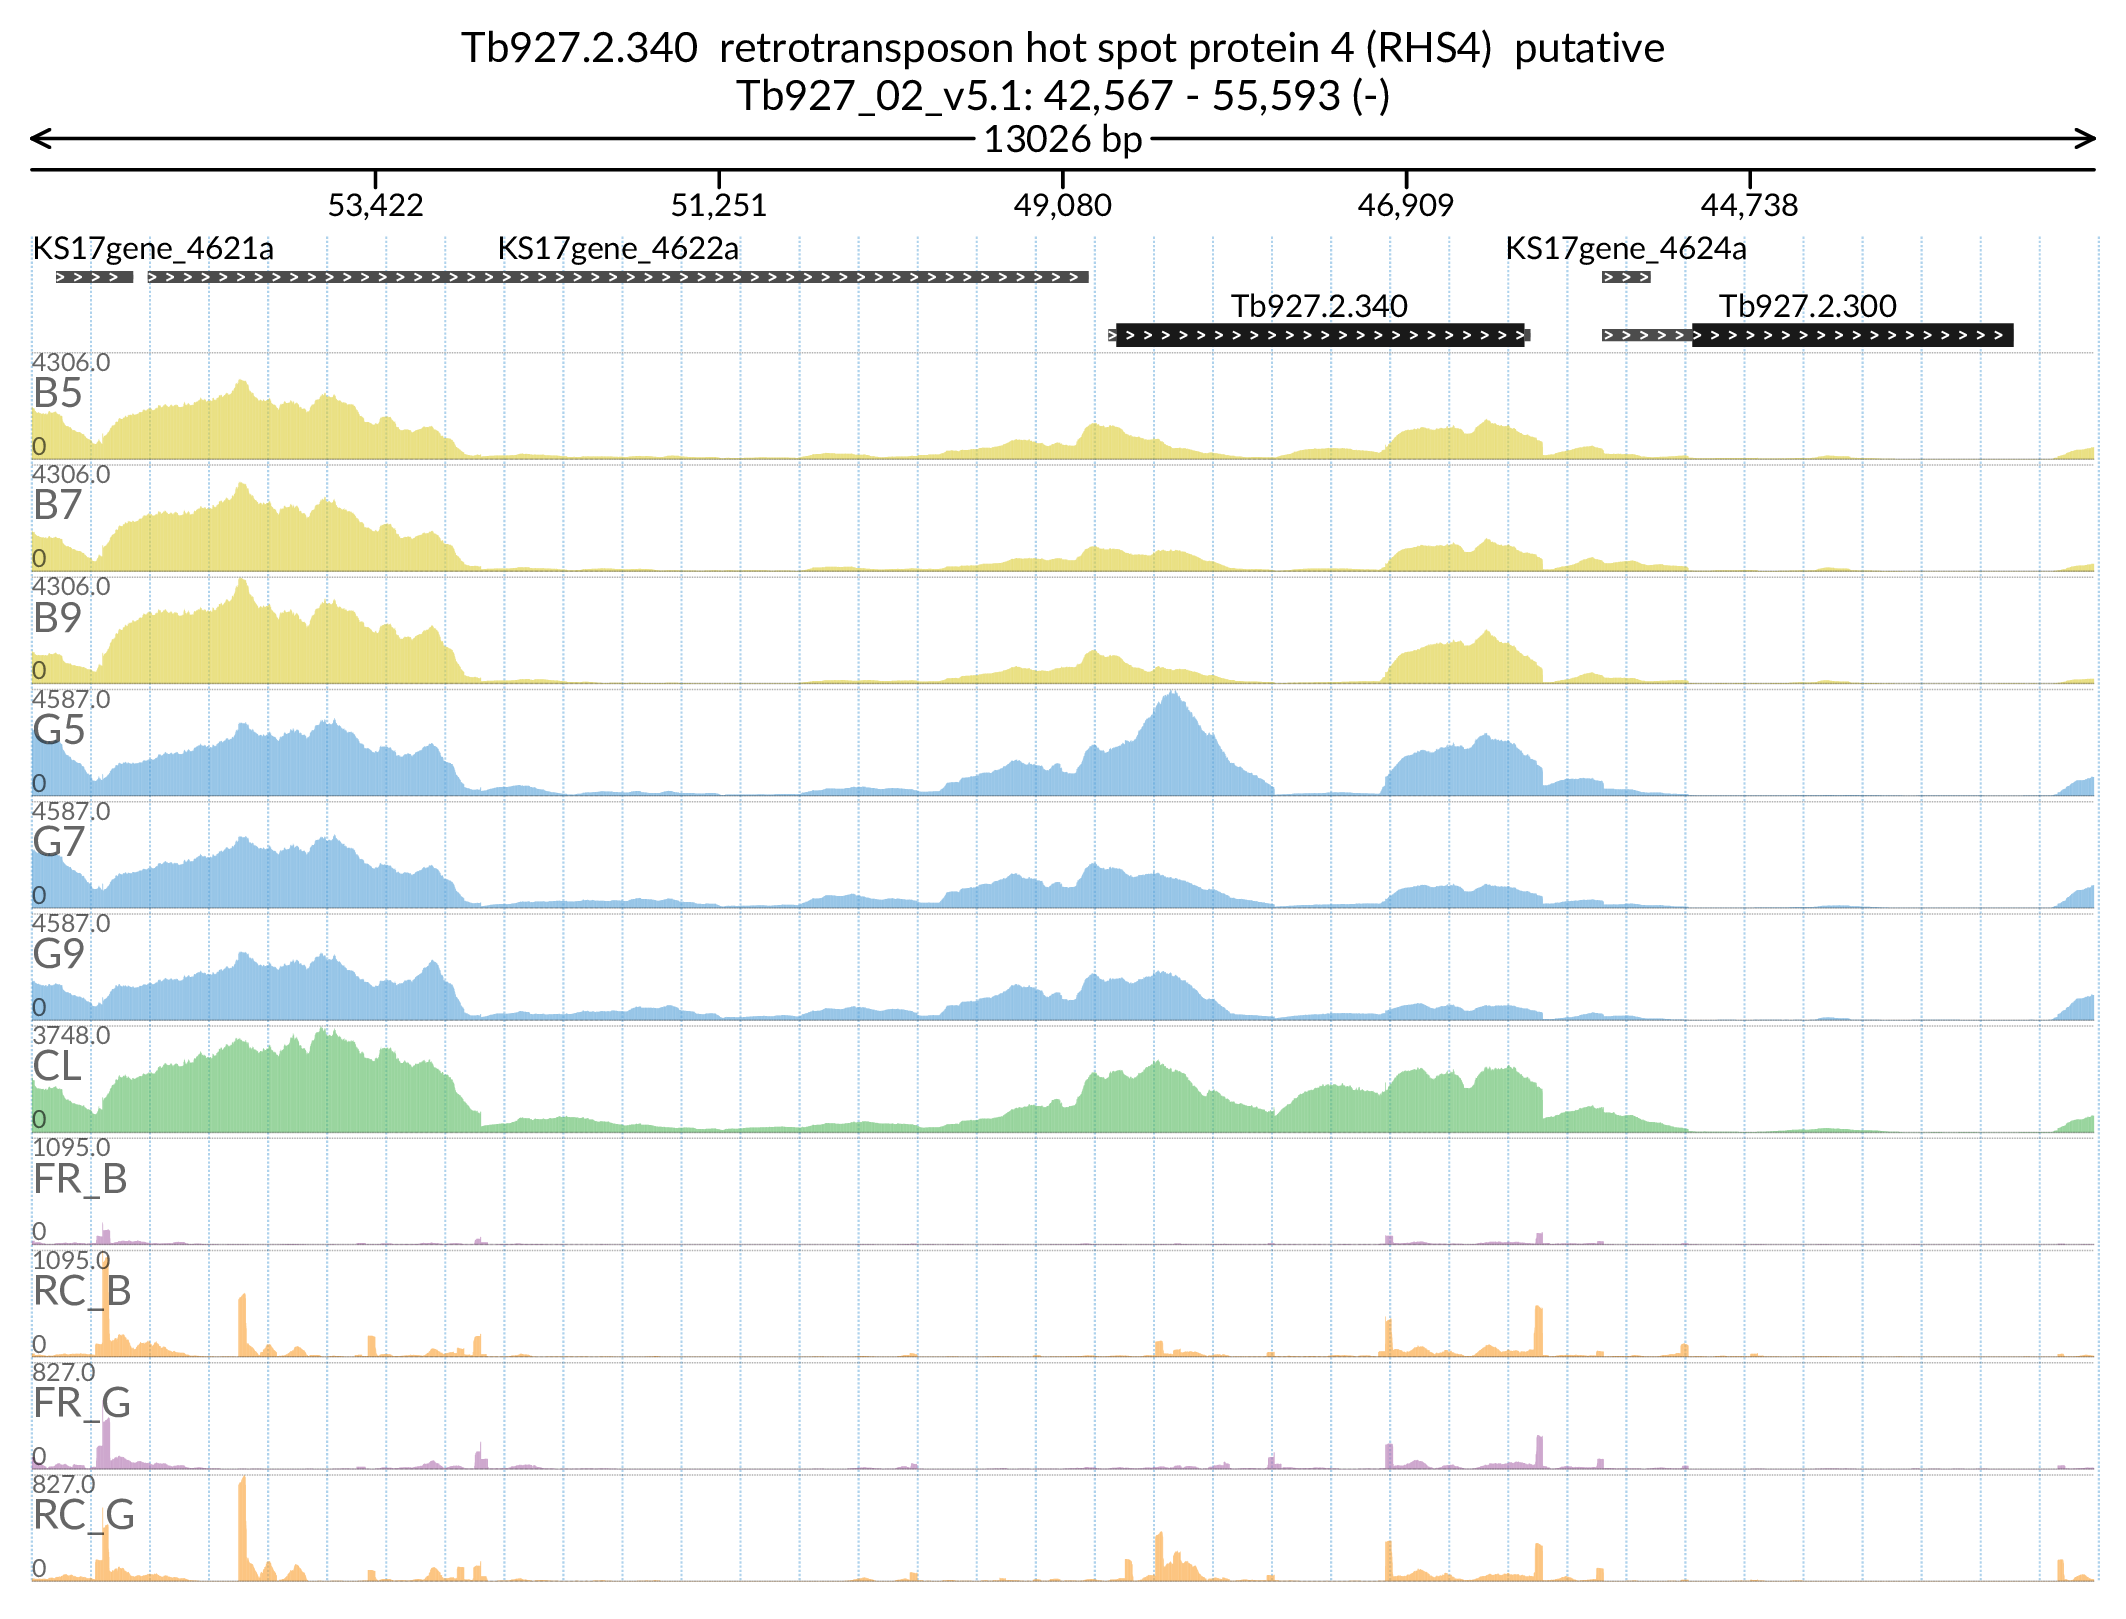 Tb927.2.340  retrotransposon hot spot protein 4 (RHS4)  putative
Tb927_02_v5.1: 42,567 - 55,593 (-)
13026 bp
53,422 51,251 49,080 46,909 44,738
KS17gene_4621a KS17gene_4622a KS17gene_4624a
Tb927.2.340 Tb927.2.300
4306.0
B5
0
4306.0
B7
0
4306.0
B9
0
4587.0
G5
0
4587.0
G7
0
4587.0
G9
0
3748.0
CL
0
1095.0
FR_B
0
1095.0
RC_B
0
827.0
FR_G
0
827.0
RC_G
0